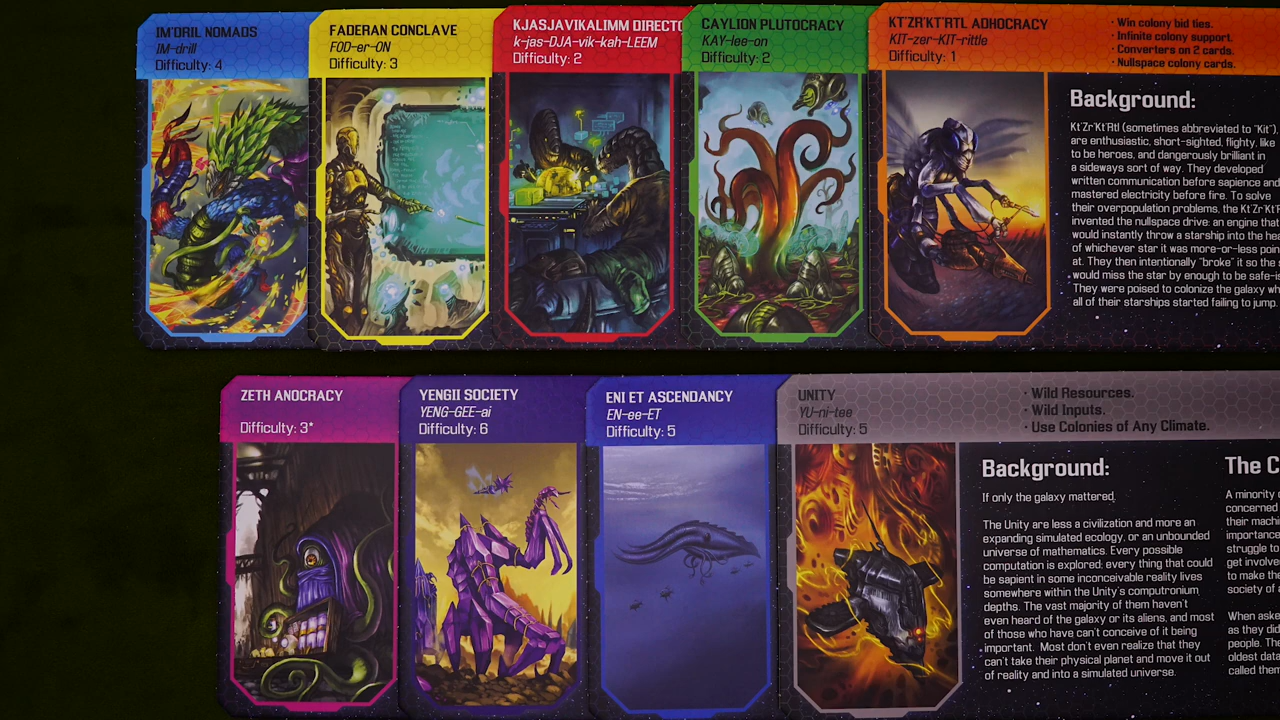 IM'DRIL NOMADS
IM-drill
Difficulty: 4
FADERAN CONCLAVE
FOD-er-ON
Difficulty: 3
KJASJAVIKALIMM DIRECTO
k-jas-DJA-vik-kah-LEEM
Difficulty: 2
CAYLION PLUTOCRACY
KAY-lee-on
Difficulty: 2
KT'ZR'KT'RTL ADHOCRACY
KIT-zer-KIT-rittle
Difficulty: 1
• Win colony bid ties.
• Infinite colony support.
• Converters on 2 cards.
• Nullspace colony cards.
Background:
Kt'Zr'Kt'Rtl (sometimes abbreviated to "Kit"),
are enthusiastic, short-sighted, flighty, like
to be heroes, and dangerously brilliant in
a sideways sort of way. They developed
written communication before sapience and
mastered electricity before fire. To solve
their overpopulation problems, the Kt'Zr'Kt'R
invented the nullspace drive: an engine that
would instantly throw a starship into the hea
of whichever star it was more-or-less poin
at. They then intentionally "broke" it so the s
would miss the star by enough to be safe-is
They were poised to colonize the galaxy wh
all of their starships started failing to jump.
ZETH ANOCRACY
Difficulty: 3*
YENGII SOCIETY
YENG-GEE-ai
Difficulty: 6
ENI ET ASCENDANCY
EN-ee-ET
Difficulty: 5
UNITY
YU-ni-tee
Difficulty: 5
• Wild Resources.
• Wild Inputs.
• Use Colonies of Any Climate.
Background:
If only the galaxy mattered.
The Unity are less a civilization and more an
expanding simulated ecology, or an unbounded
universe of mathematics. Every possible
computation is explored; every thing that could
be sapient in some inconceivable reality lives
somewhere within the Unity's computronium
depths. The vast majority of them haven't
even heard of the galaxy or its aliens, and most
of those who have can't conceive of it being
important. Most don't even realize that they
can't take their physical planet and move it out
of reality and into a simulated universe.
The C
A minority o
concerned
their machi
importance
struggle to
get involve
to make the
society of a
When aske
as they did
people. The
oldest data
called them